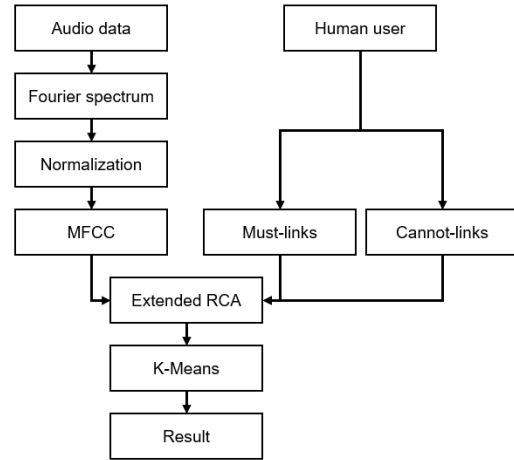 Audio data
Human user
Fourier spectrum
Normalization
MFCC
Must-links
Cannot-links
Extended RCA
K-Means
Result